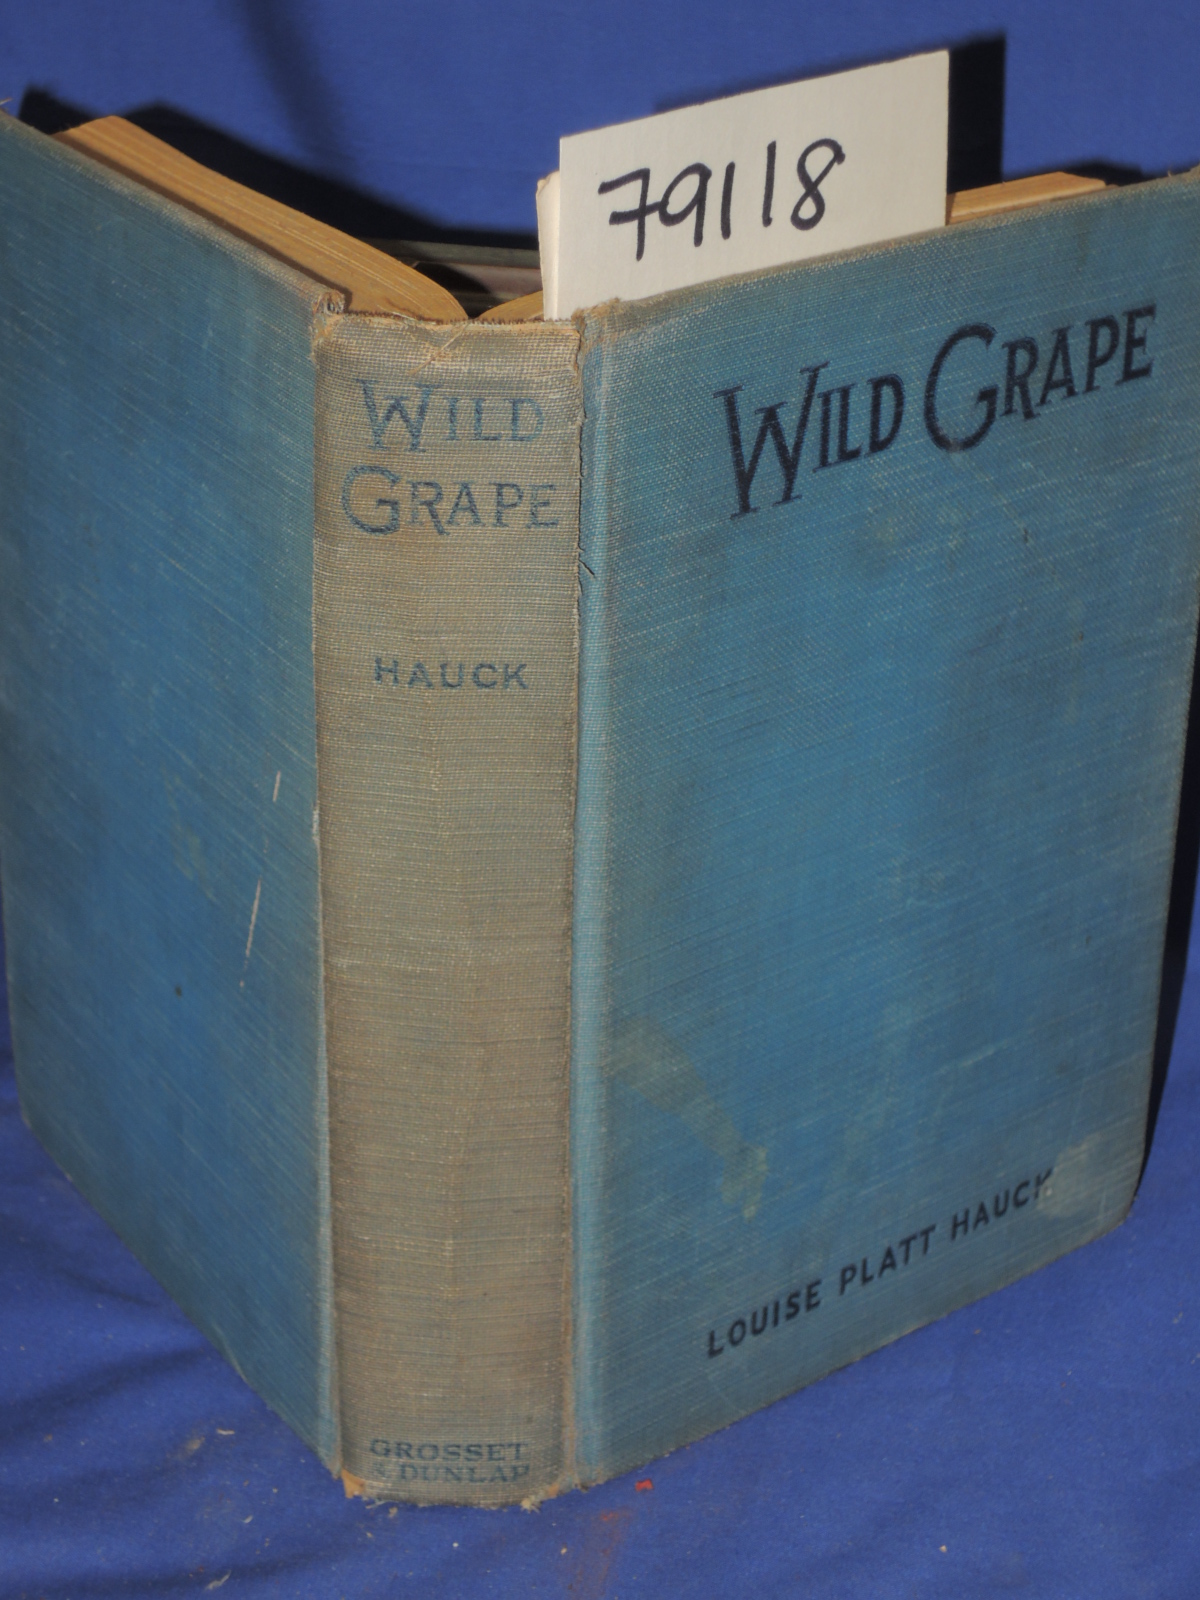 79118
WILD
GRAPE
HAUCK
GROSSET
& DUNLAP
WILD GRAPE
LOUISE PLATT HAUCK